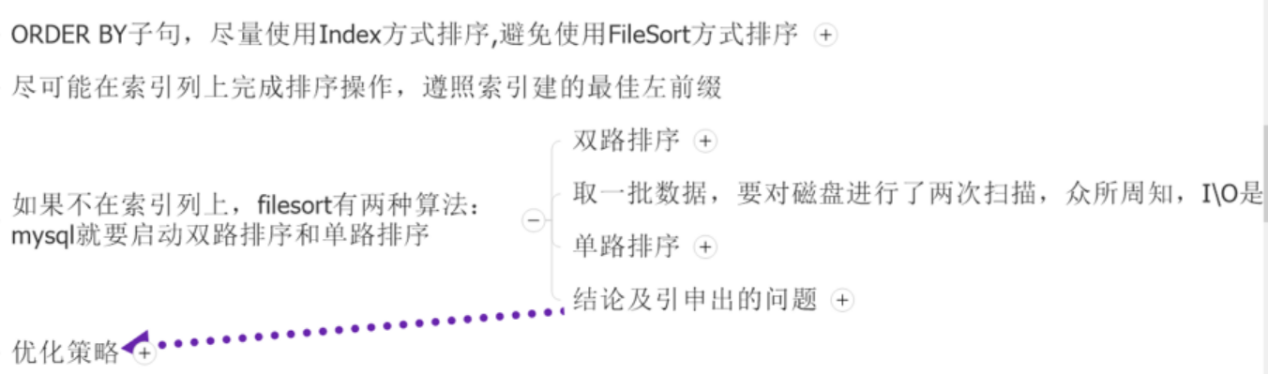 ORDER BY子句，尽量使用Index方式排序,避免使用FileSort方式排序
尽可能在索引列上完成排序操作，遵照索引建的最佳左前缀
如果不在索引列上，filesort有两种算法：
mysql就要启动双路排序和单路排序
双路排序
取一批数据，要对磁盘进行了两次扫描，众所周知，I\O是
单路排序
结论及引申出的问题
优化策略